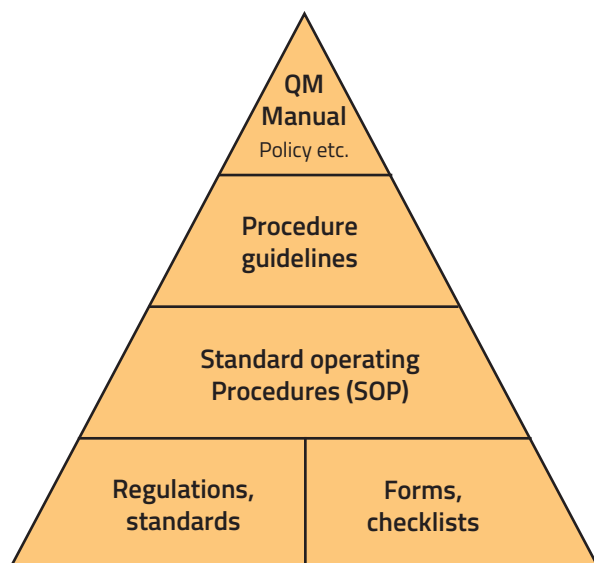 QM
Manual
Policy etc.
Procedure
guidelines
Standard operating
Procedures (SOP)
Regulations,
standards
Forms,
checklists